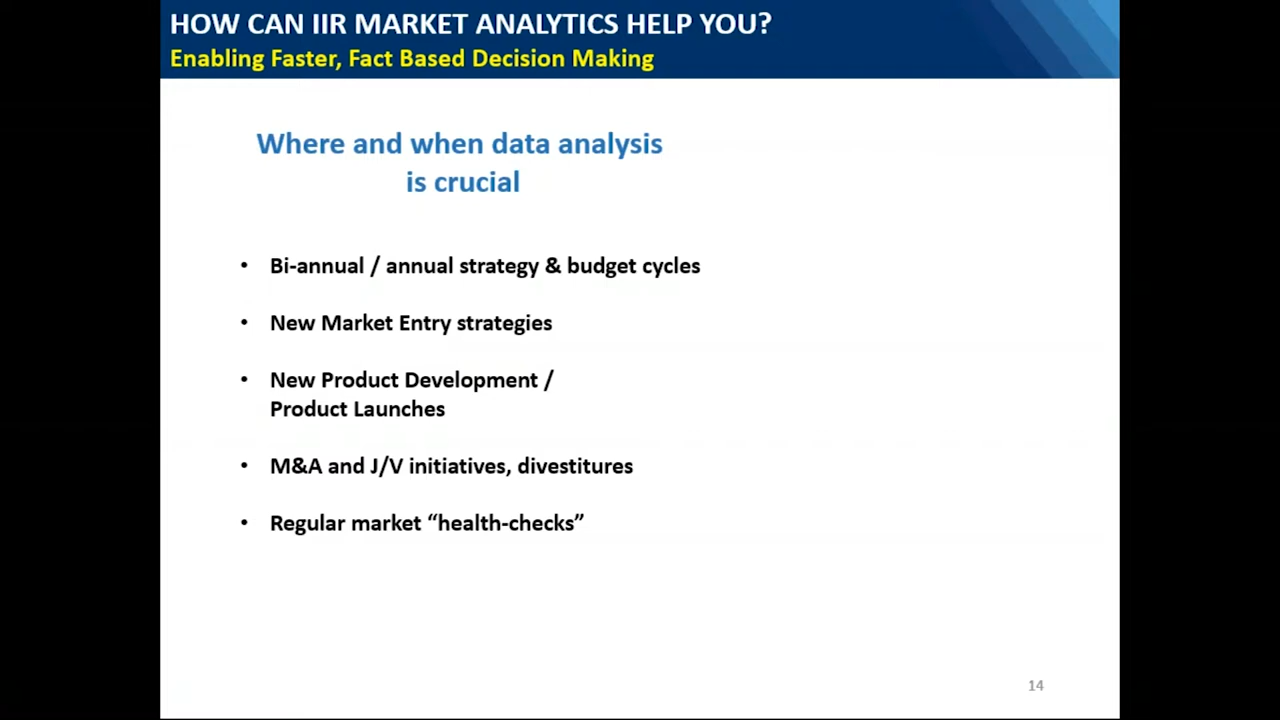 HOW CAN IIR MARKET ANALYTICS HELP YOU?
Enabling Faster, Fact Based Decision Making
Where and when data analysis
is crucial
• Bi-annual / annual strategy & budget cycles
• New Market Entry strategies
• New Product Development /
Product Launches
• M&A and J/V initiatives, divestitures
• Regular market “health-checks”
14